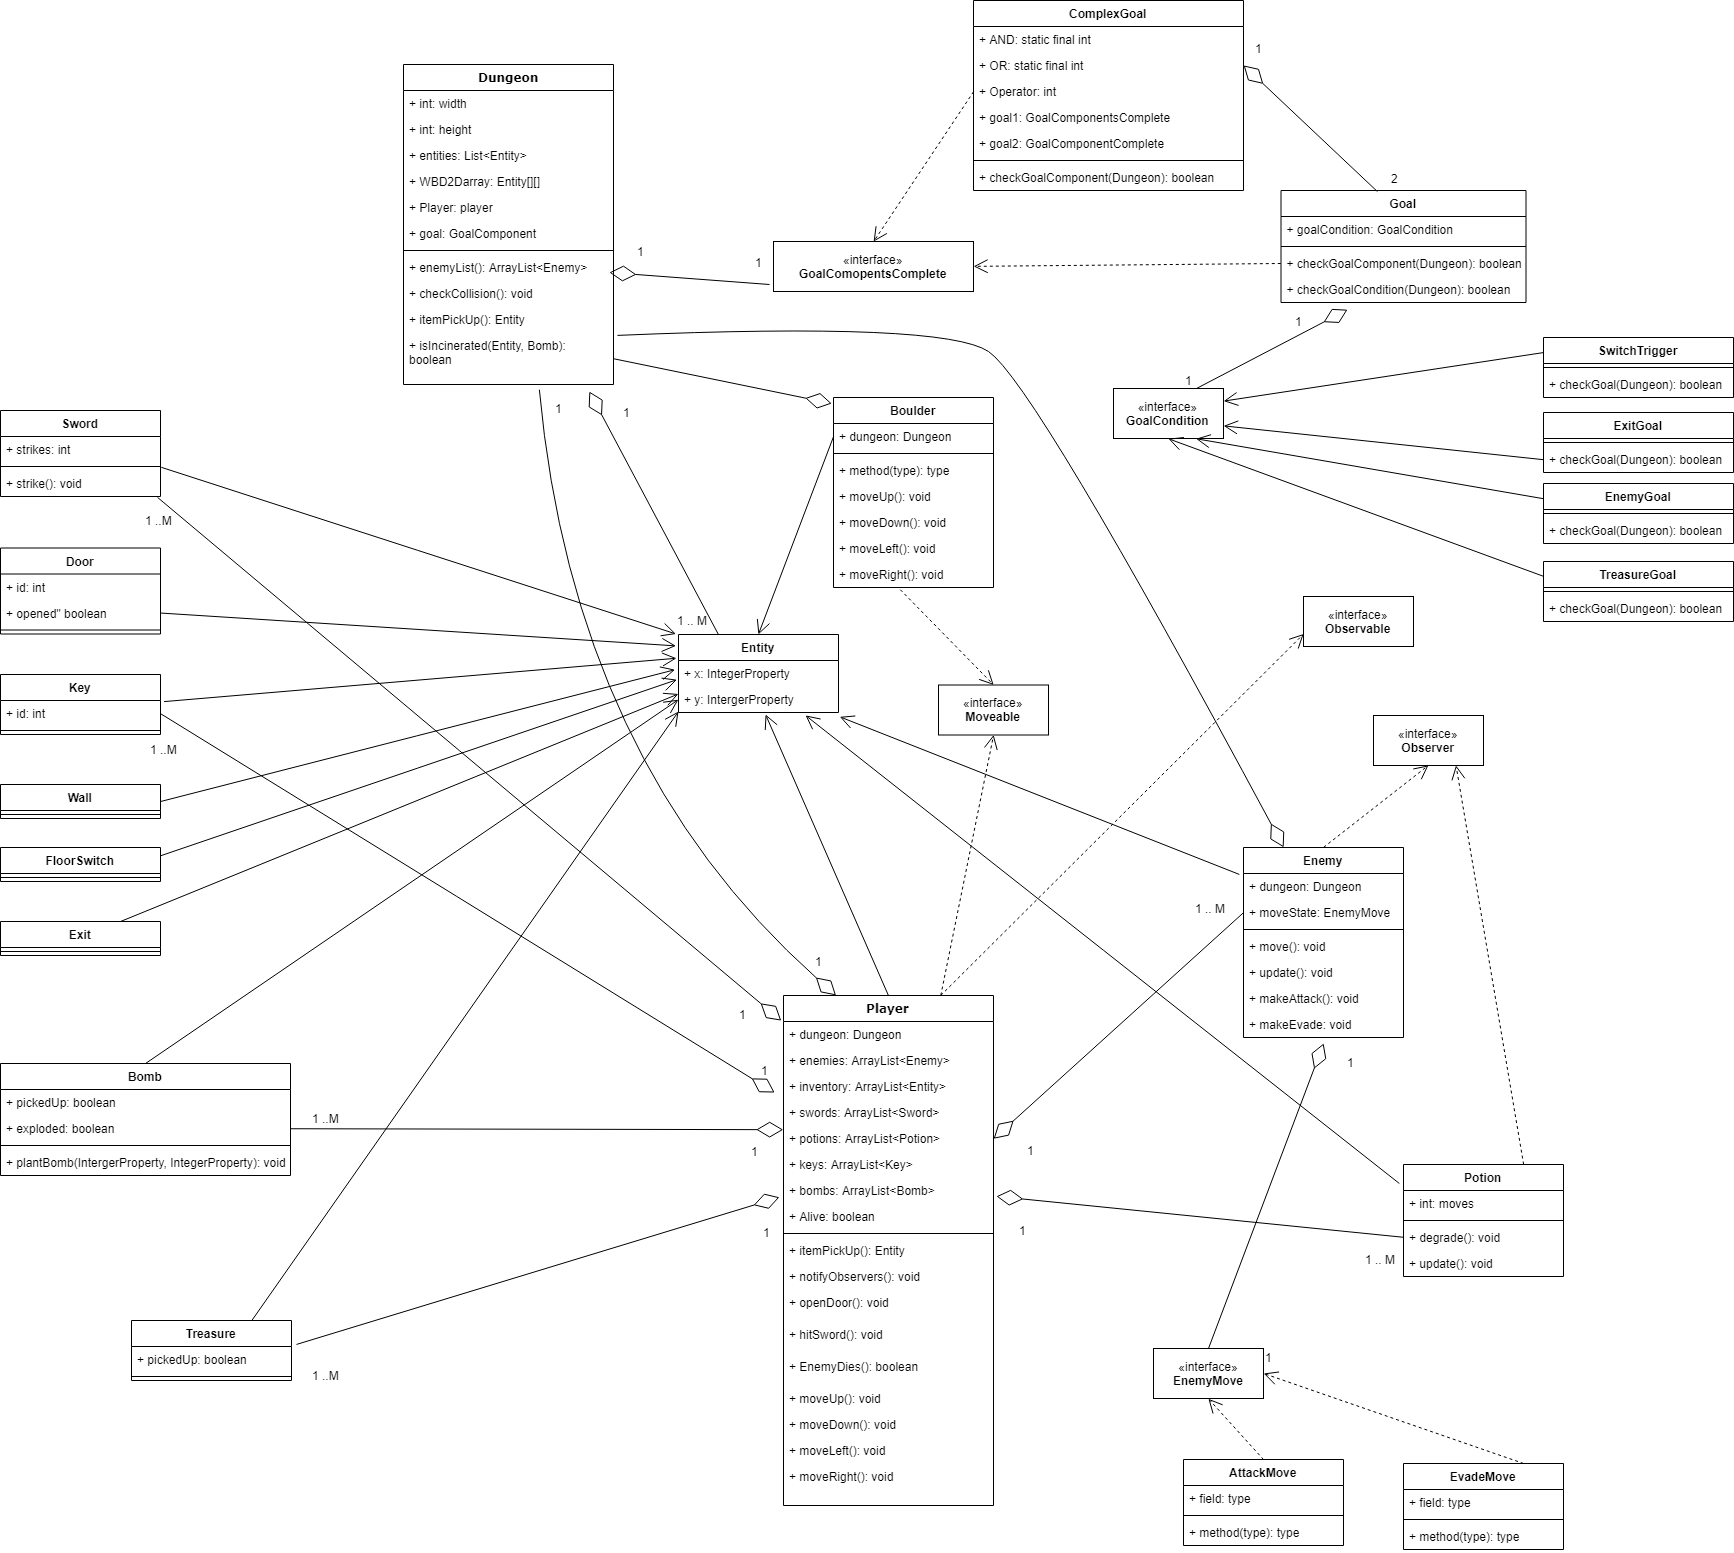 ComplexGoal
+ AND: static final int
+ OR: static final int
+ Operator: int
+ goal1: GoalComponentsComplete
+ goal2: GoalComponentComplete
+ checkGoalComponent(Dungeon): boolean
1
2
Dungeon
+ int: width
+ int: height
+ entities: List<Entity>
+ WBD2Darray: Entity[][]
+ Player: player
+ goal: GoalComponent
+ enemyList(): ArrayList<Enemy>
+ checkCollision(): void
+ itemPickUp(): Entity
+ isIncinerated(Entity, Bomb):
boolean
1
1
«interface»
GoalComopentsComplete
Goal
+ goalCondition: GoalCondition
+ checkGoalComponent(Dungeon): boolean
+ checkGoalCondition(Dungeon): boolean
1
1
«interface»
GoalCondition
SwitchTrigger
+ checkGoal(Dungeon): boolean
ExitGoal
+ checkGoal(Dungeon): boolean
EnemyGoal
+ checkGoal(Dungeon): boolean
TreasureGoal
+ checkGoal(Dungeon): boolean
1
1
Boulder
+ dungeon: Dungeon
+ method(type): type
+ moveUp(): void
+ moveDown(): void
+ moveLeft(): void
+ moveRight(): void
Sword
+ strikes: int
+ strike(): void
1 ..M
Door
+ id: int
+ opened" boolean
Key
+ id: int
1 ..M
Wall
FloorSwitch
Exit
1 .. M
Entity
+ x: IntegerProperty
+ y: IntergerProperty
«interface»
Moveable
«interface»
Observable
«interface»
Observer
Enemy
+ dungeon: Dungeon
+ moveState: EnemyMove
+ move(): void
+ update(): void
+ makeAttack(): void
+ makeEvade: void
1 .. M
1
1
1
1
Player
+ dungeon: Dungeon
+ enemies: ArrayList<Enemy>
+ inventory: ArrayList<Entity>
+ swords: ArrayList<Sword>
+ potions: ArrayList<Potion>
+ keys: ArrayList<Key>
+ bombs: ArrayList<Bomb>
+ Alive: boolean
+ itemPickUp(): Entity
+ notifyObservers(): void
+ openDoor(): void
+ hitSword(): void
+ EnemyDies(): boolean
+ moveUp(): void
+ moveDown(): void
+ moveLeft(): void
+ moveRight(): void
Bomb
+ pickedUp: boolean
+ exploded: boolean
+ plantBomb(IntergerProperty, IntegerProperty): void
1 ..M
1
1
1
1
Potion
+ int: moves
+ degrade(): void
+ update(): void
1 .. M
Treasure
+ pickedUp: boolean
1 ..M
«interface»
EnemyMove
1
AttackMove
+ field: type
+ method(type): type
EvadeMove
+ field: type
+ method(type): type